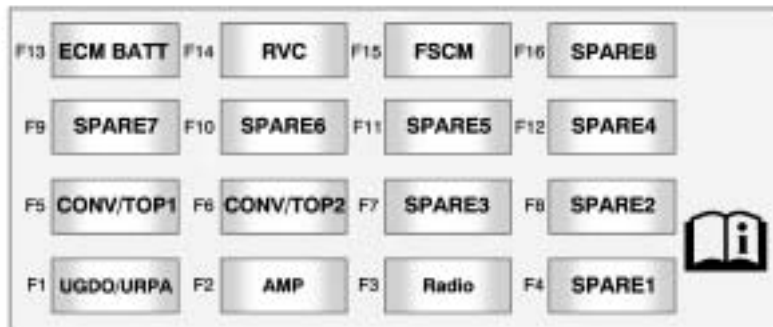 F13 ECM BATT F14 RVC F15 FSCM F16 SPARE8
F9 SPARE7 F10 SPARE6 F11 SPARE5 F12 SPARE4
F5 CONV/TOP1 F6 CONV/TOP2 F7 SPARE3 F8 SPARE2
i
F1 UGDO/URPA F2 AMP F3 Radio F4 SPARE1